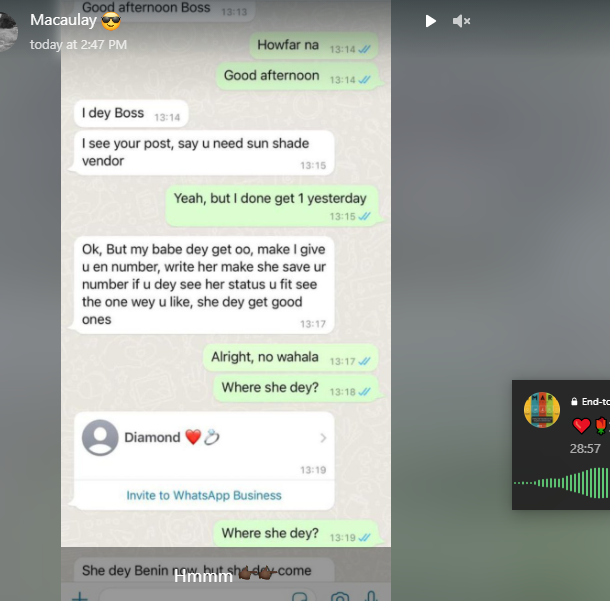 Good afternoon Boss 13:13
Macaulay 😎
today at 2:47 PM
Howfar na 13:14
Good afternoon 13:14
I dey Boss 13:14
I see your post, say u need sun shade
vendor
13:15
Yeah, but I done get 1 yesterday
13:15
Ok, But my babe dey get oo, make I give
u en number, write her make she save ur
number if u dey see her status u fit see
the one wey u like, she dey get good
ones
13:17
Alright, no wahala 13:17
Where she dey? 13:18
Diamond ❤️💍
13:19
Invite to WhatsApp Business
Where she dey? 13:19
She dey Benin now, but she dey come
Hmmm
End-to
28:57